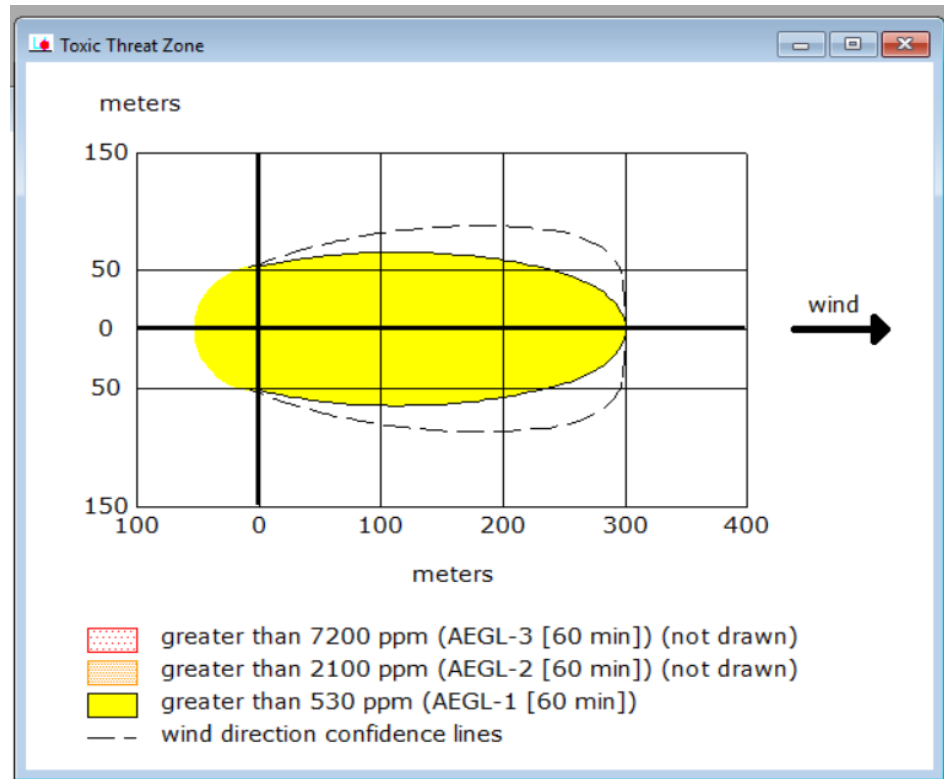 Toxic Threat Zone
meters
150
50
0
50
150
100 0 100 200 300 400
meters
wind
greater than 7200 ppm (AEGL-3 [60 min]) (not drawn)
greater than 2100 ppm (AEGL-2 [60 min]) (not drawn)
greater than 530 ppm (AEGL-1 [60 min])
wind direction confidence lines